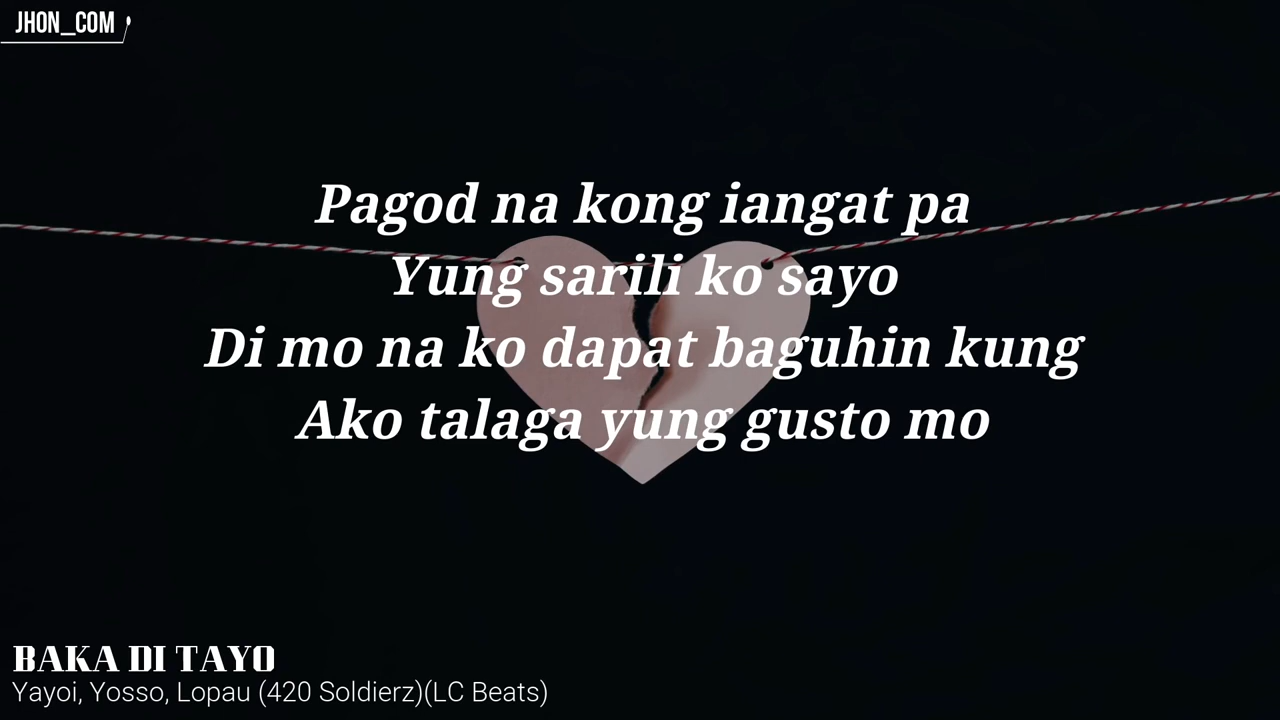 JHON_COM
Pagod na kong iangat pa
Yung sarili ko sayo
Di mo na ko dapat baguhin kung
Ako talaga yung gusto mo
BAKA DI TAYO
Yayoi, Yosso, Lopau (420 Soldierz)(LC Beats)